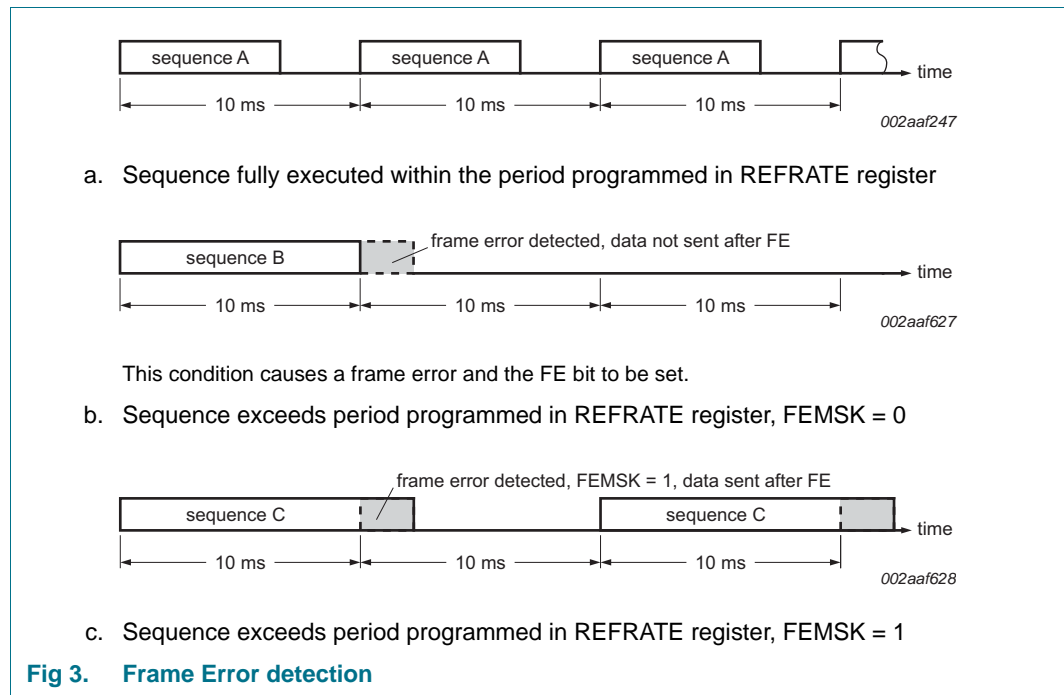 sequence A
sequence A
sequence A
time
10 ms
10 ms
10 ms
002aaf247
a. Sequence fully executed within the period programmed in REFRATE register
frame error detected, data not sent after FE
sequence B
time
10 ms
10 ms
10 ms
002aaf627
This condition causes a frame error and the FE bit to be set.
b. Sequence exceeds period programmed in REFRATE register, FEMSK = 0
frame error detected, FEMSK = 1, data sent after FE
sequence C
sequence C
time
10 ms
10 ms
10 ms
002aaf628
c. Sequence exceeds period programmed in REFRATE register, FEMSK = 1
Fig 3. Frame Error detection